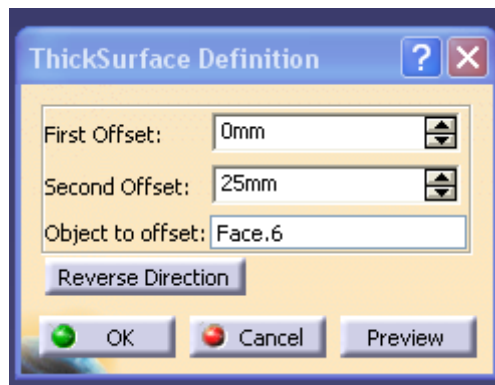 ThickSurface Definition ?
First Offset: 0mm
Second Offset: 25mm
Object to offset: Face.6
Reverse Direction
OK Cancel Preview